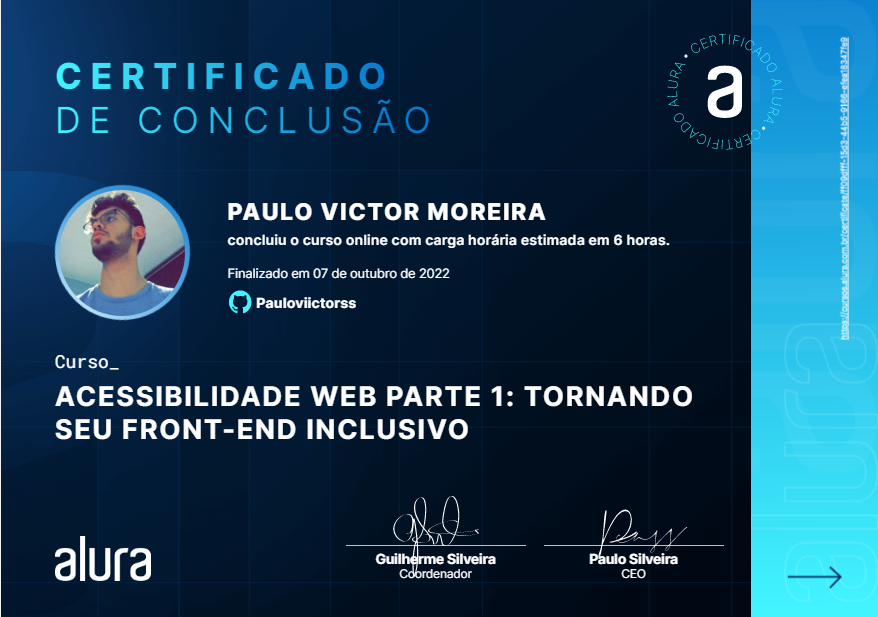 CERTIFICADO
DE CONCLUSÃO
CERTIFICADO ALURA • CERTIFICADO ALURA •
a
PAULO VICTOR MOREIRA
concluiu o curso online com carga horária estimada em 6 horas.
Finalizado em 07 de outubro de 2022
Pauloviictorss
Curso_
ACESSIBILIDADE WEB PARTE 1: TORNANDO
SEU FRONT-END INCLUSIVO
alura
Guilherme Silveira
Coordenador
Paulo Silveira
CEO
alura